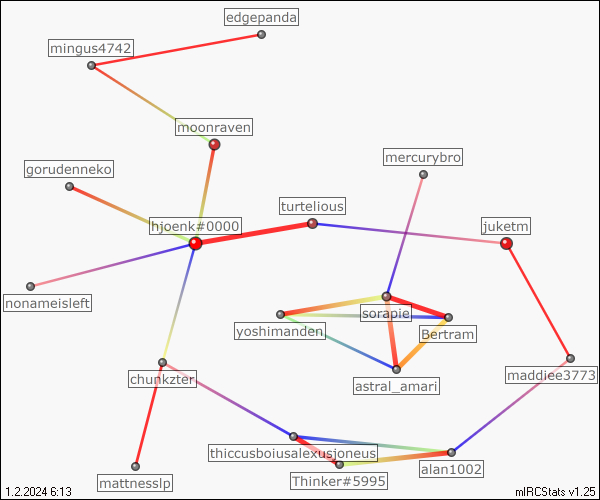 edgepanda
mingus4742
moonraven
mercurybro
gorudenneko
turtelious
hjoenk#0000
juketm
nonameisleft
sorapie
yoshimanden
Bertram
chunkzter
astral_amari
maddiee3773
thiccusboiusalexusjoneus
alan1002
mattnesslp
Thinker#5995
1.2.2024 6:13
mIRCStats v1.25